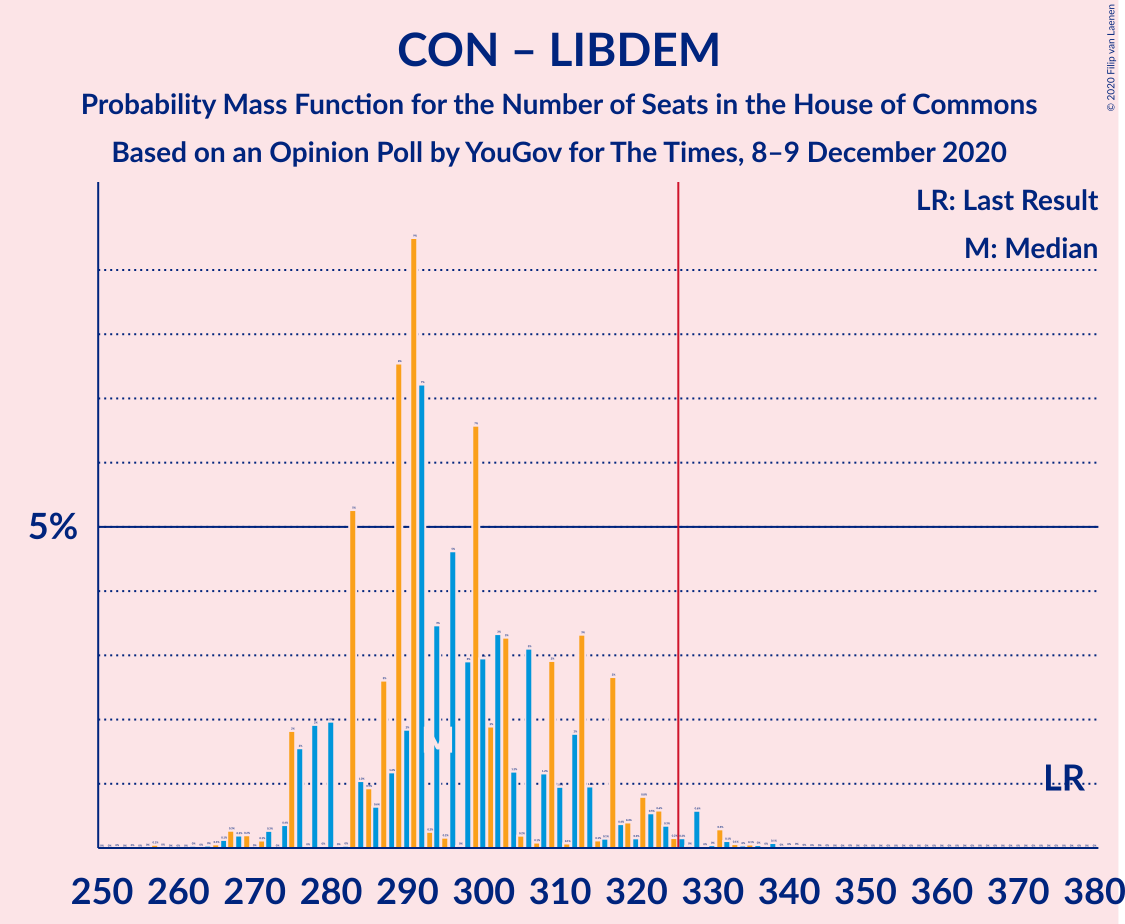 CON – LIBDEM
Probability Mass Function for the Number of Seats in the House of Commons
Based on an Opinion Poll by YouGov for The Times, 8–9 December 2020
© 2020 Filip van Laenen
LR: Last Result
M: Median
5%
M
LR
250 260 270 280 290 300 310 320 330 340 350 360 370 380